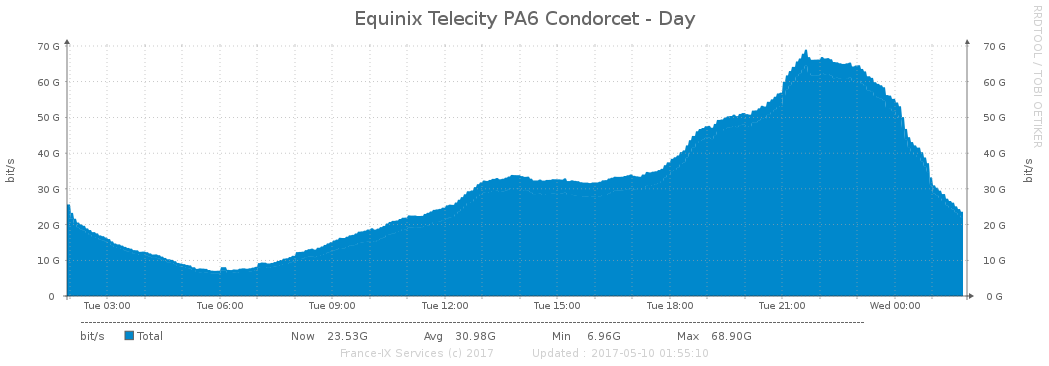 Equinix Telecity PA6 Condorcet - Day
RRDTOOL / TOBI OETIKER
bit/s
70 G
60 G
50 G
40 G
30 G
20 G
10 G
0
70 G
60 G
50 G
40 G
30 G
20 G
10 G
0 G
bit/s
Tue 03:00 Tue 06:00 Tue 09:00 Tue 12:00 Tue 15:00 Tue 18:00 Tue 21:00 Wed 00:00
bit/s Total Now 23.53G Avg 30.98G Min 6.96G Max 68.90G
France-IX Services (c) 2017 Updated : 2017-05-10 01:55:10